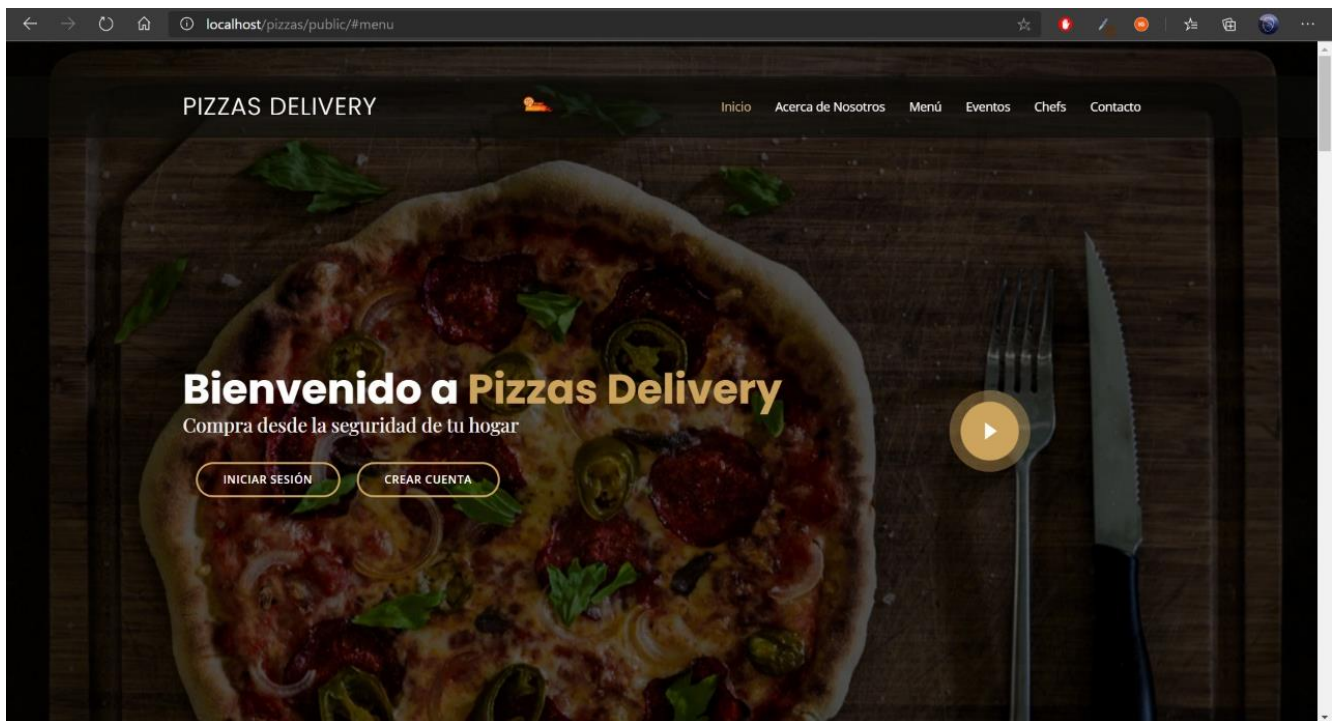 localhost/pizzas/public/#menu
PIZZAS DELIVERY
Inicio Acerca de Nosotros Menú Eventos Chefs Contacto
Bienvenido a Pizzas Delivery
Compra desde la seguridad de tu hogar
INICIAR SESIÓN CREAR CUENTA